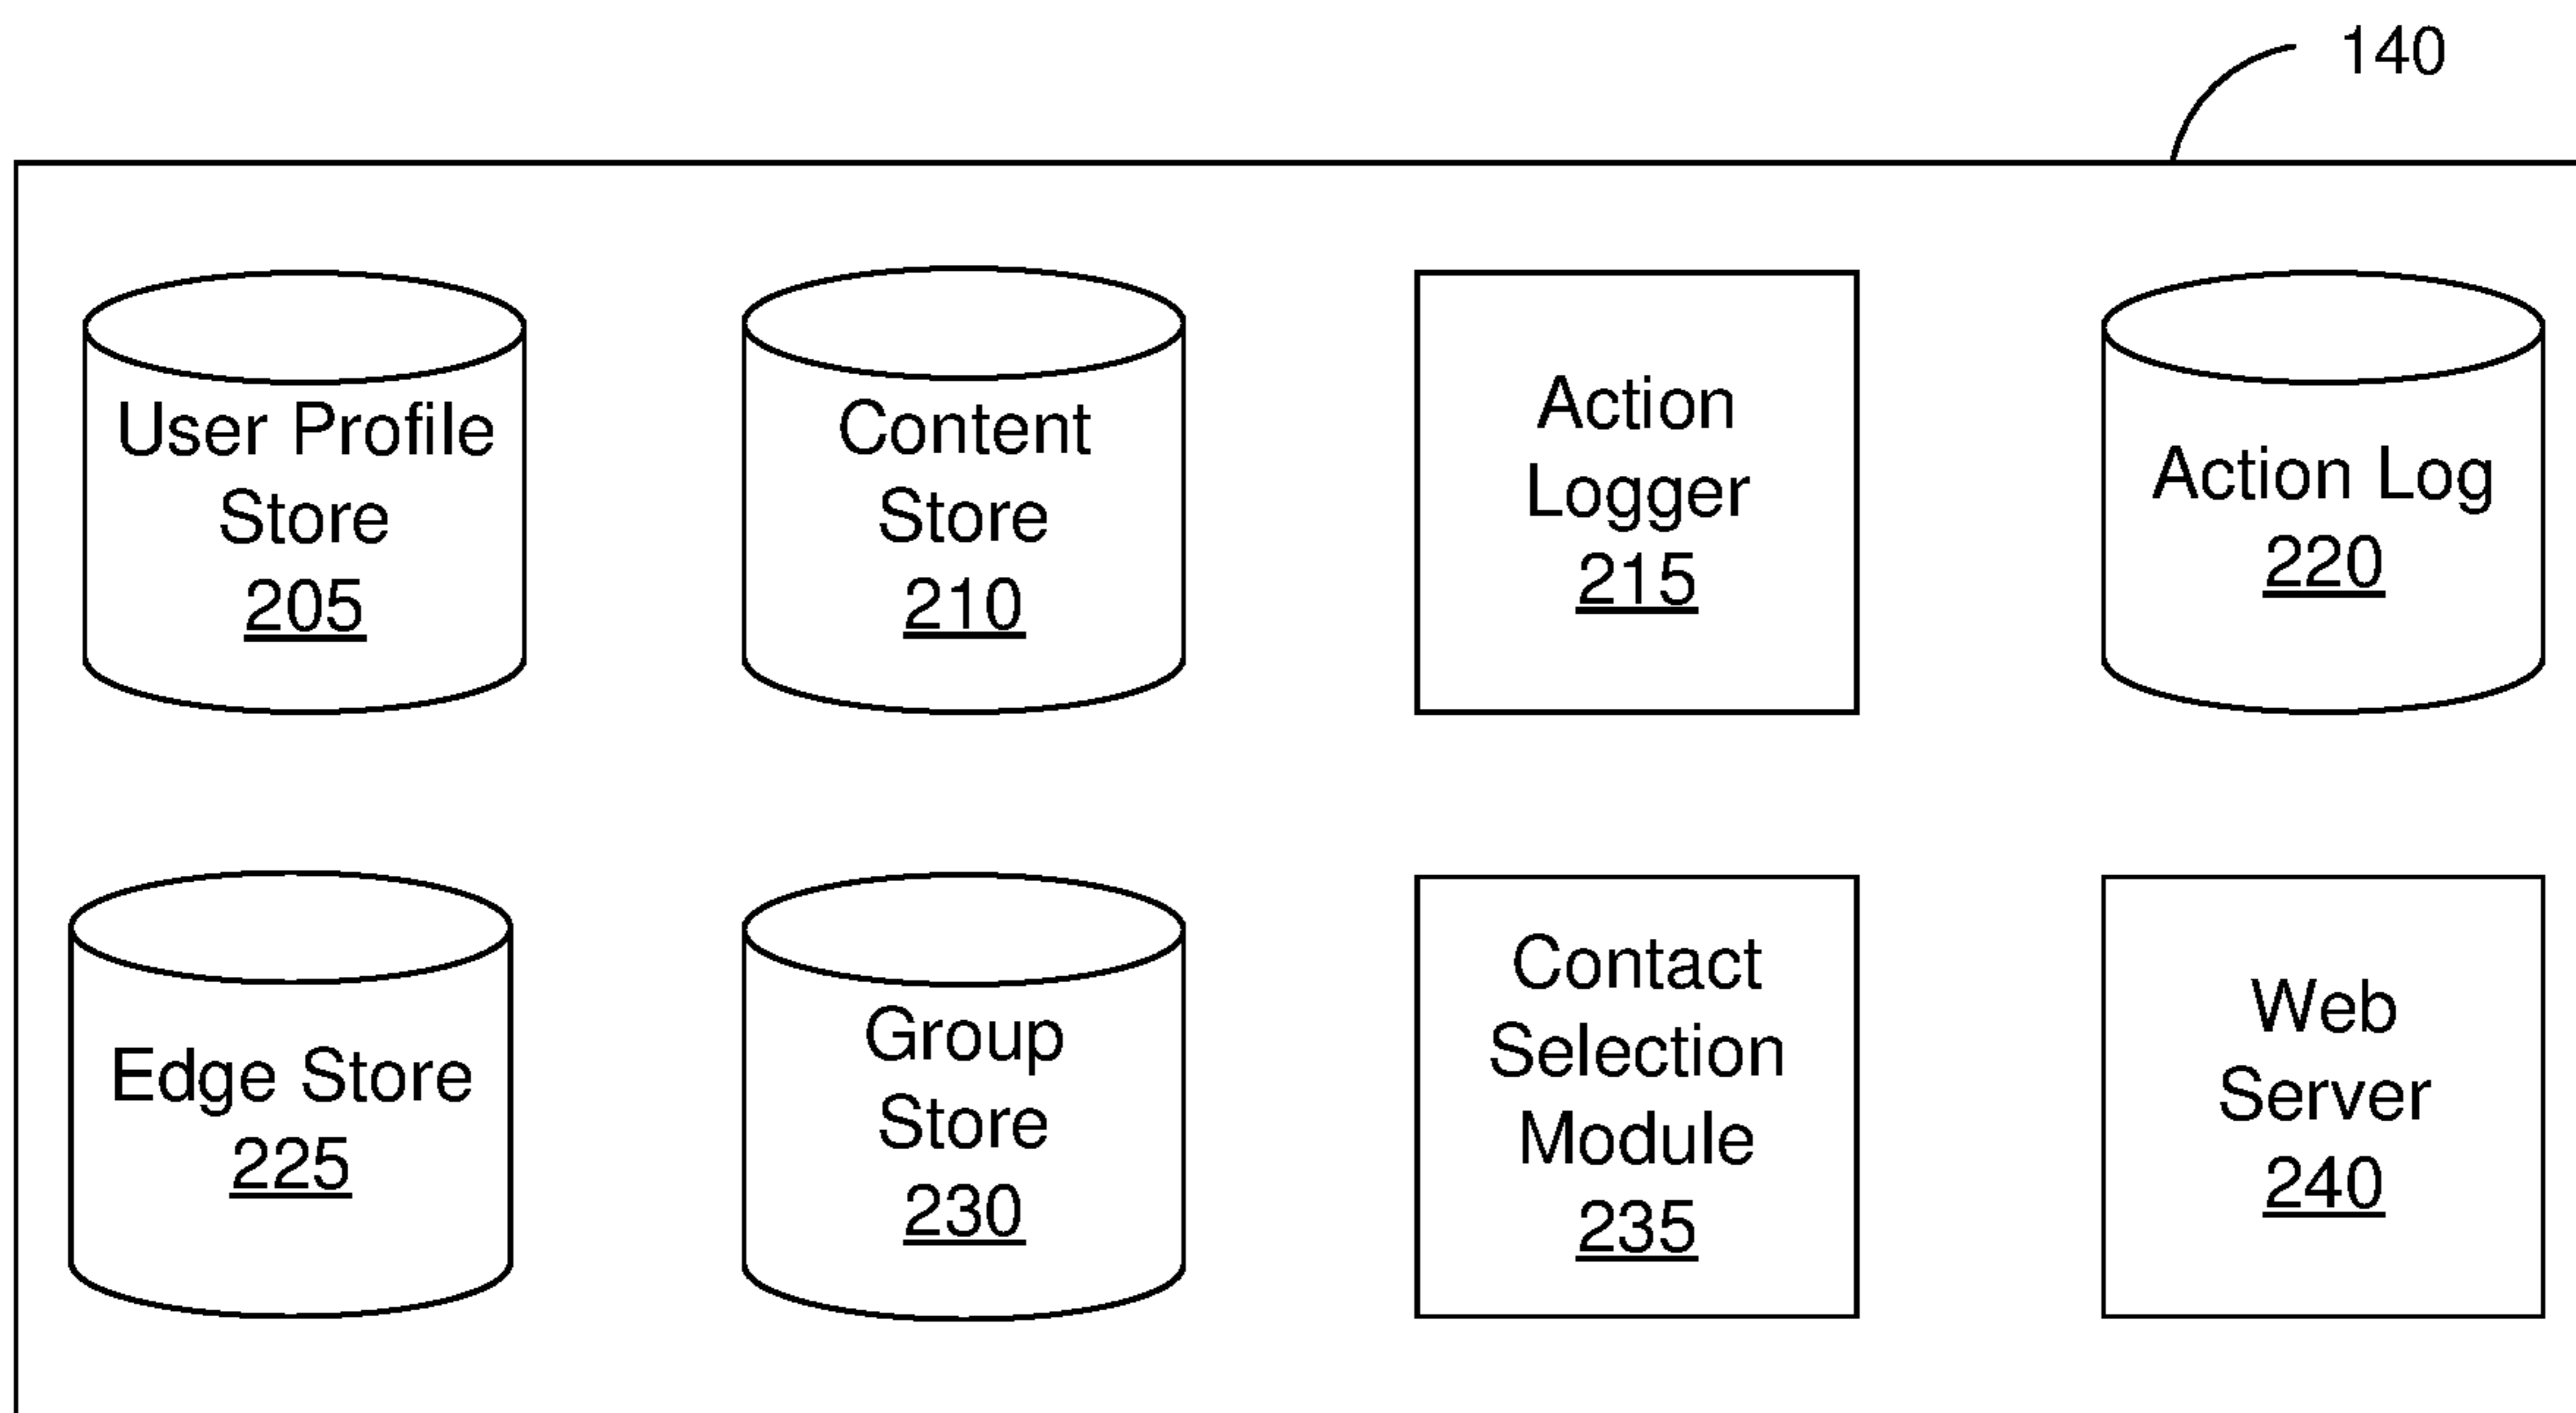 140
User Profile
Store
205
Content
Store
210
Action
Logger
215
Action Log
220
Edge Store
225
Group
Store
230
Contact
Selection
Module
235
Web
Server
240